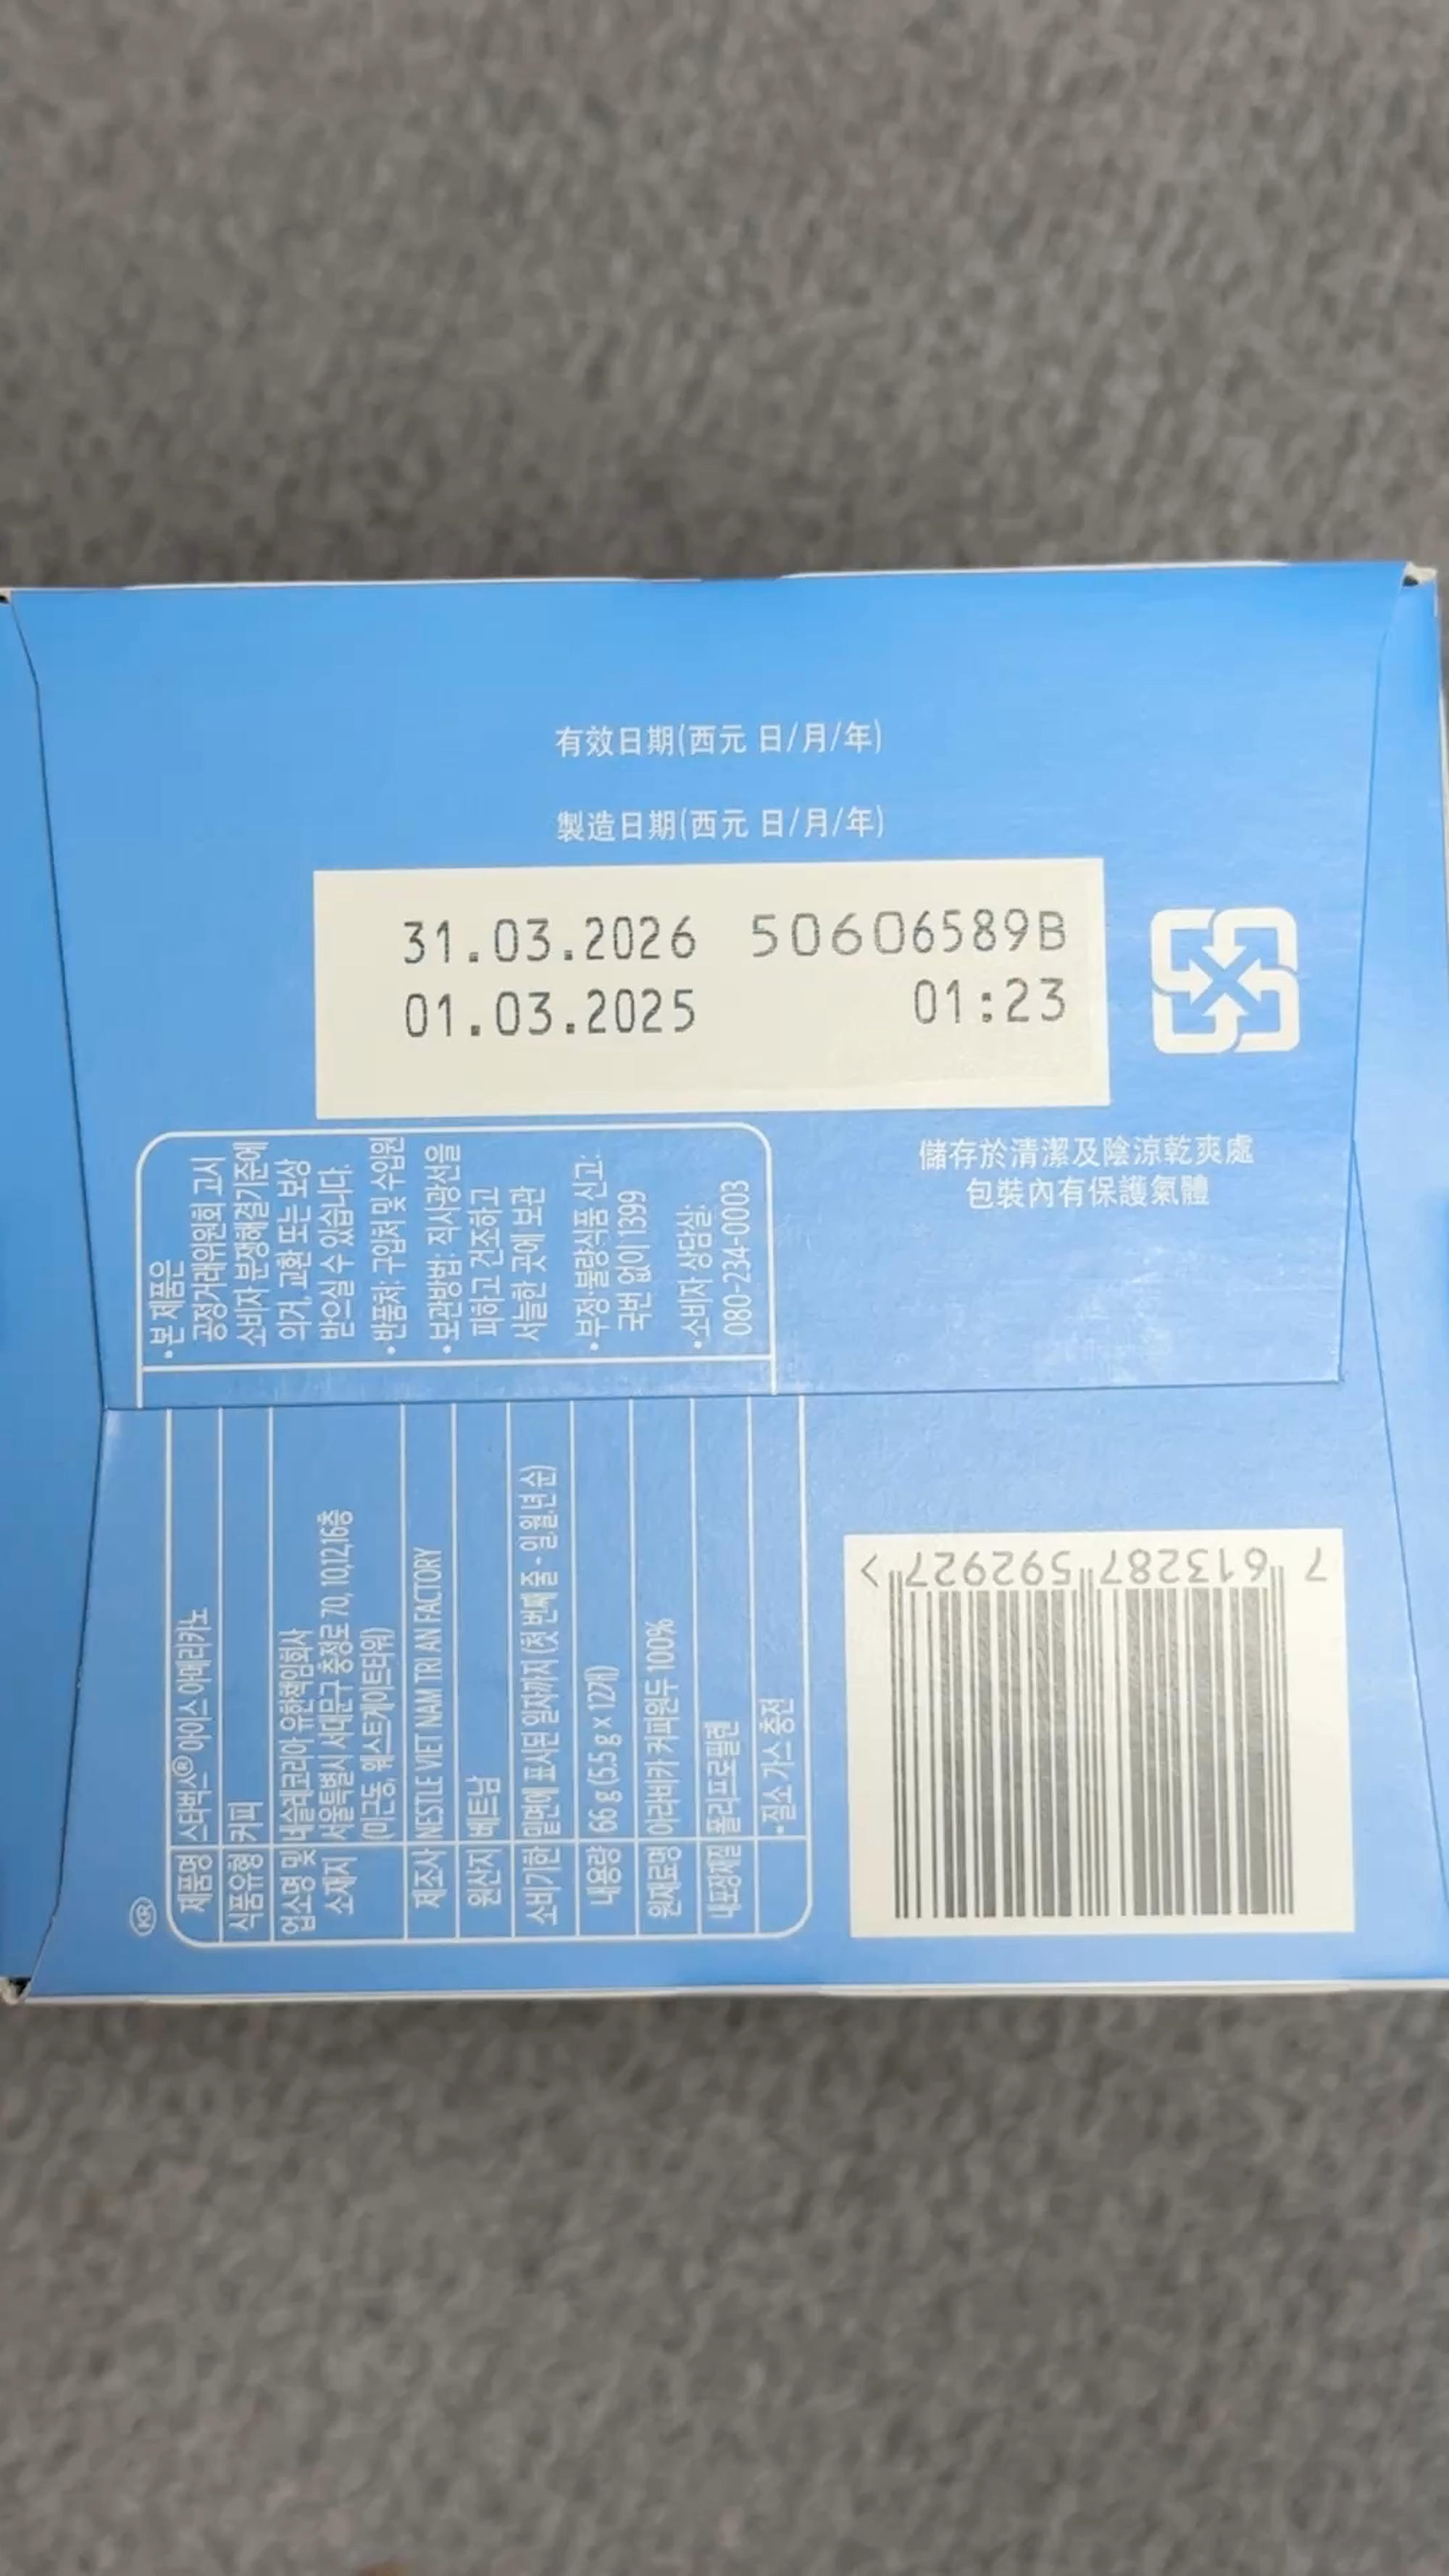 有效日期(西元 日/月/年)
製造日期(西元 日/月/年)
31.03.2026 50606589B
01.03.2025 01:23
儲存於清潔及陰涼乾爽處
包裝內有保護氣體
•본 제품은
공정거래위원회 고시
소비자 분쟁해결기준에
의거, 교환 또는 보상
받으실 수 있습니다.
•반품처: 구입처 및 수입원
•보관방법: 직사광선을
피하고 건조하고
서늘한 곳에 보관
•부정·불량식품 신고:
국번 없이 1399
•소비자 상담실:
080-234-0003
KR
제품명 스타벅스® 아이스 아메리카노
식품유형 커피
업소명 및 소재지 네슬레코리아 유한책임회사
서울특별시 서대문구 충정로 70, 10,12,16층
(미근동, 웨스트게이트타워)
제조사 NESTLE VIET NAM TRI AN FACTORY
원산지 베트남
소비기한 밑면에 표시된 일자까지 (첫 번째 줄 - 일.월.년 순)
내용량 66 g (5.5 g x 12개)
원재료명 아라비카 커피원두 100%
내포장재질 폴리프로필렌
•질소 가스 충전
7 613287 592927 >